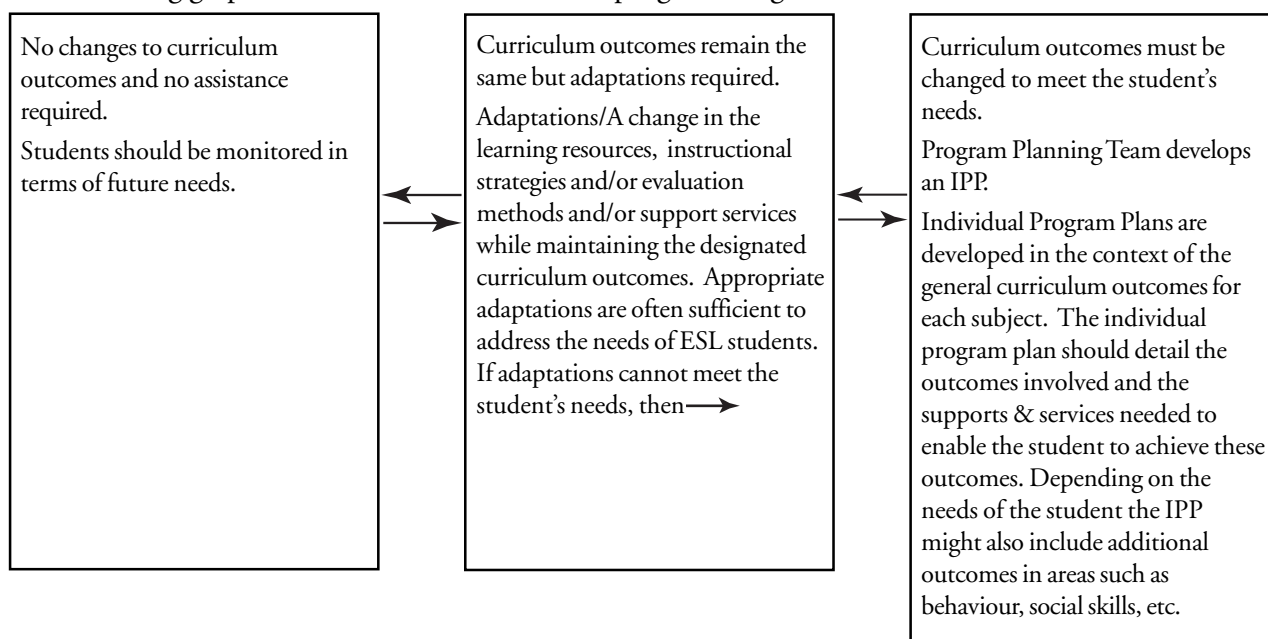 No changes to curriculum
outcomes and no assistance
required.
Students should be monitored in
terms of future needs.
Curriculum outcomes remain the
same but adaptations required.
Adaptations/A change in the
learning resources, instructional
strategies and/or evaluation
methods and/or support services
while maintaining the designated
curriculum outcomes. Appropriate
adaptations are often sufficient to
address the needs of ESL students.
If adaptations cannot meet the
student’s needs, then
Curriculum outcomes must be
changed to meet the student’s
needs.
Program Planning Team develops
an IPP.
Individual Program Plans are
developed in the context of the
general curriculum outcomes for
each subject. The individual
program plan should detail the
outcomes involved and the
supports & services needed to
enable the student to achieve these
outcomes. Depending on the
needs of the student the IPP
might also include additional
outcomes in areas such as
behaviour, social skills, etc.